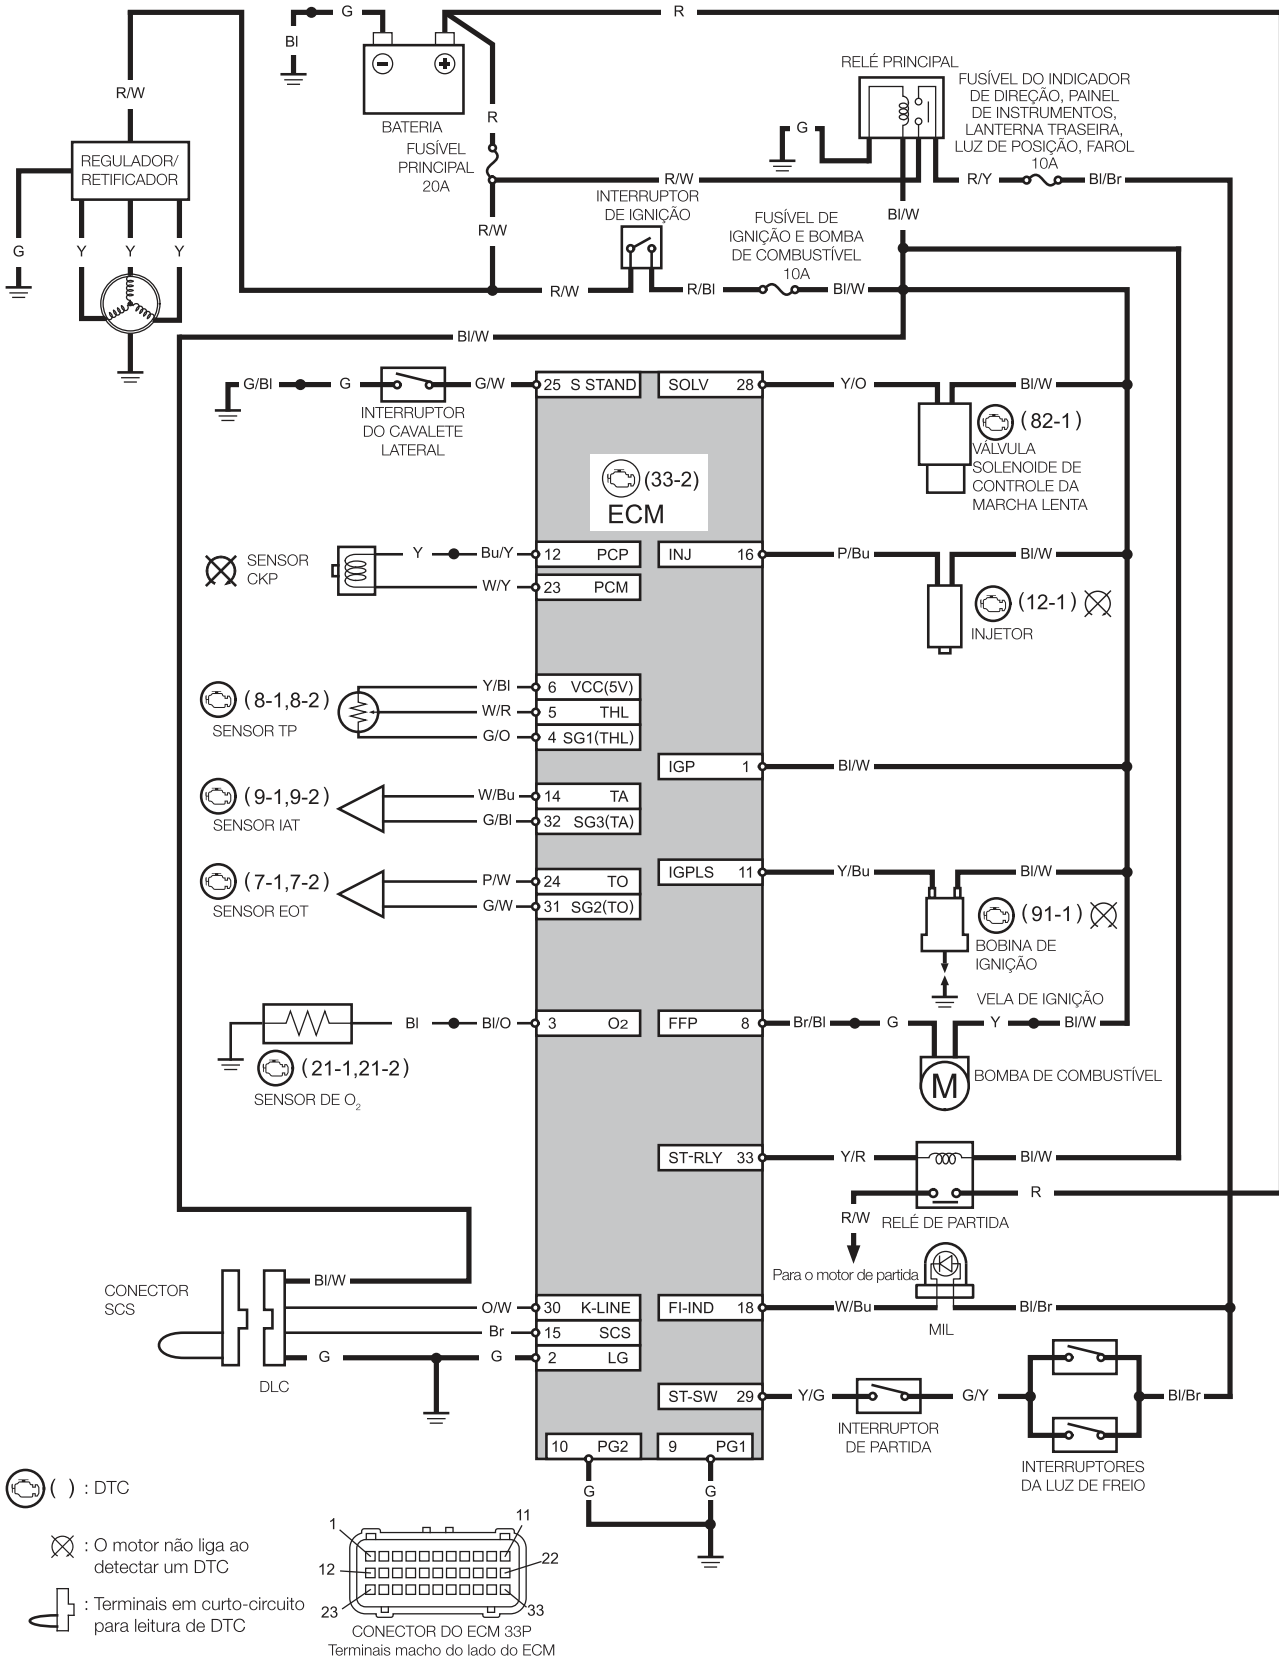 G
R
Bl
R/W
BATERIA
R
FUSÍVEL
PRINCIPAL
20A
RELÉ PRINCIPAL
FUSÍVEL DO INDICADOR
DE DIREÇÃO, PAINEL
DE INSTRUMENTOS,
LANTERNA TRASEIRA,
LUZ DE POSIÇÃO, FAROL
10A
G
REGULADOR/
RETIFICADOR
R/W
R/Y
Bl/Br
INTERRUPTOR
DE IGNIÇÃO
FUSÍVEL DE
IGNIÇÃO E BOMBA
DE COMBUSTÍVEL
10A
Bl/W
R/W
G
Y
Y
Y
R/W
R/Bl
Bl/W
Bl/W
G/Bl
G
G/W
25 S STAND
SOLV 28
Y/O
Bl/W
INTERRUPTOR
DO CAVALETE
LATERAL
(82-1)
VÁLVULA
SOLENOIDE DE
CONTROLE DA
MARCHA LENTA
(33-2)
ECM
SENSOR
CKP
Y
Bu/Y
12 PCP
INJ 16
P/Bu
Bl/W
W/Y
23 PCM
(12-1)
INJETOR
(8-1,8-2)
SENSOR TP
Y/Bl
6 VCC(5V)
W/R
5 THL
G/O
4 SG1(THL)
IGP 1
Bl/W
(9-1,9-2)
SENSOR IAT
W/Bu
14 TA
G/Bl
32 SG3(TA)
IGPLS 11
Y/Bu
Bl/W
(7-1,7-2)
SENSOR EOT
P/W
24 TO
G/W
31 SG2(TO)
(91-1)
BOBINA DE
IGNIÇÃO
VELA DE IGNIÇÃO
Bl
Bl/O
3 O2
FFP 8
Br/Bl
G
Y
Bl/W
(21-1,21-2)
SENSOR DE O2
M
BOMBA DE COMBUSTÍVEL
ST-RLY 33
Y/R
Bl/W
R
R/W
RELÉ DE PARTIDA
Para o motor de partida
CONECTOR
SCS
Bl/W
O/W
30 K-LINE
FI-IND 18
W/Bu
Bl/Br
MIL
Br
15 SCS
G
G
2 LG
DLC
ST-SW 29
Y/G
G/Y
Bl/Br
INTERRUPTOR
DE PARTIDA
INTERRUPTORES
DA LUZ DE FREIO
10 PG2
9 PG1
G
G
( ) : DTC
: O motor não liga ao
detectar um DTC
: Terminais em curto-circuito
para leitura de DTC
1
11
12
22
23
33
CONECTOR DO ECM 33P
Terminais macho do lado do ECM